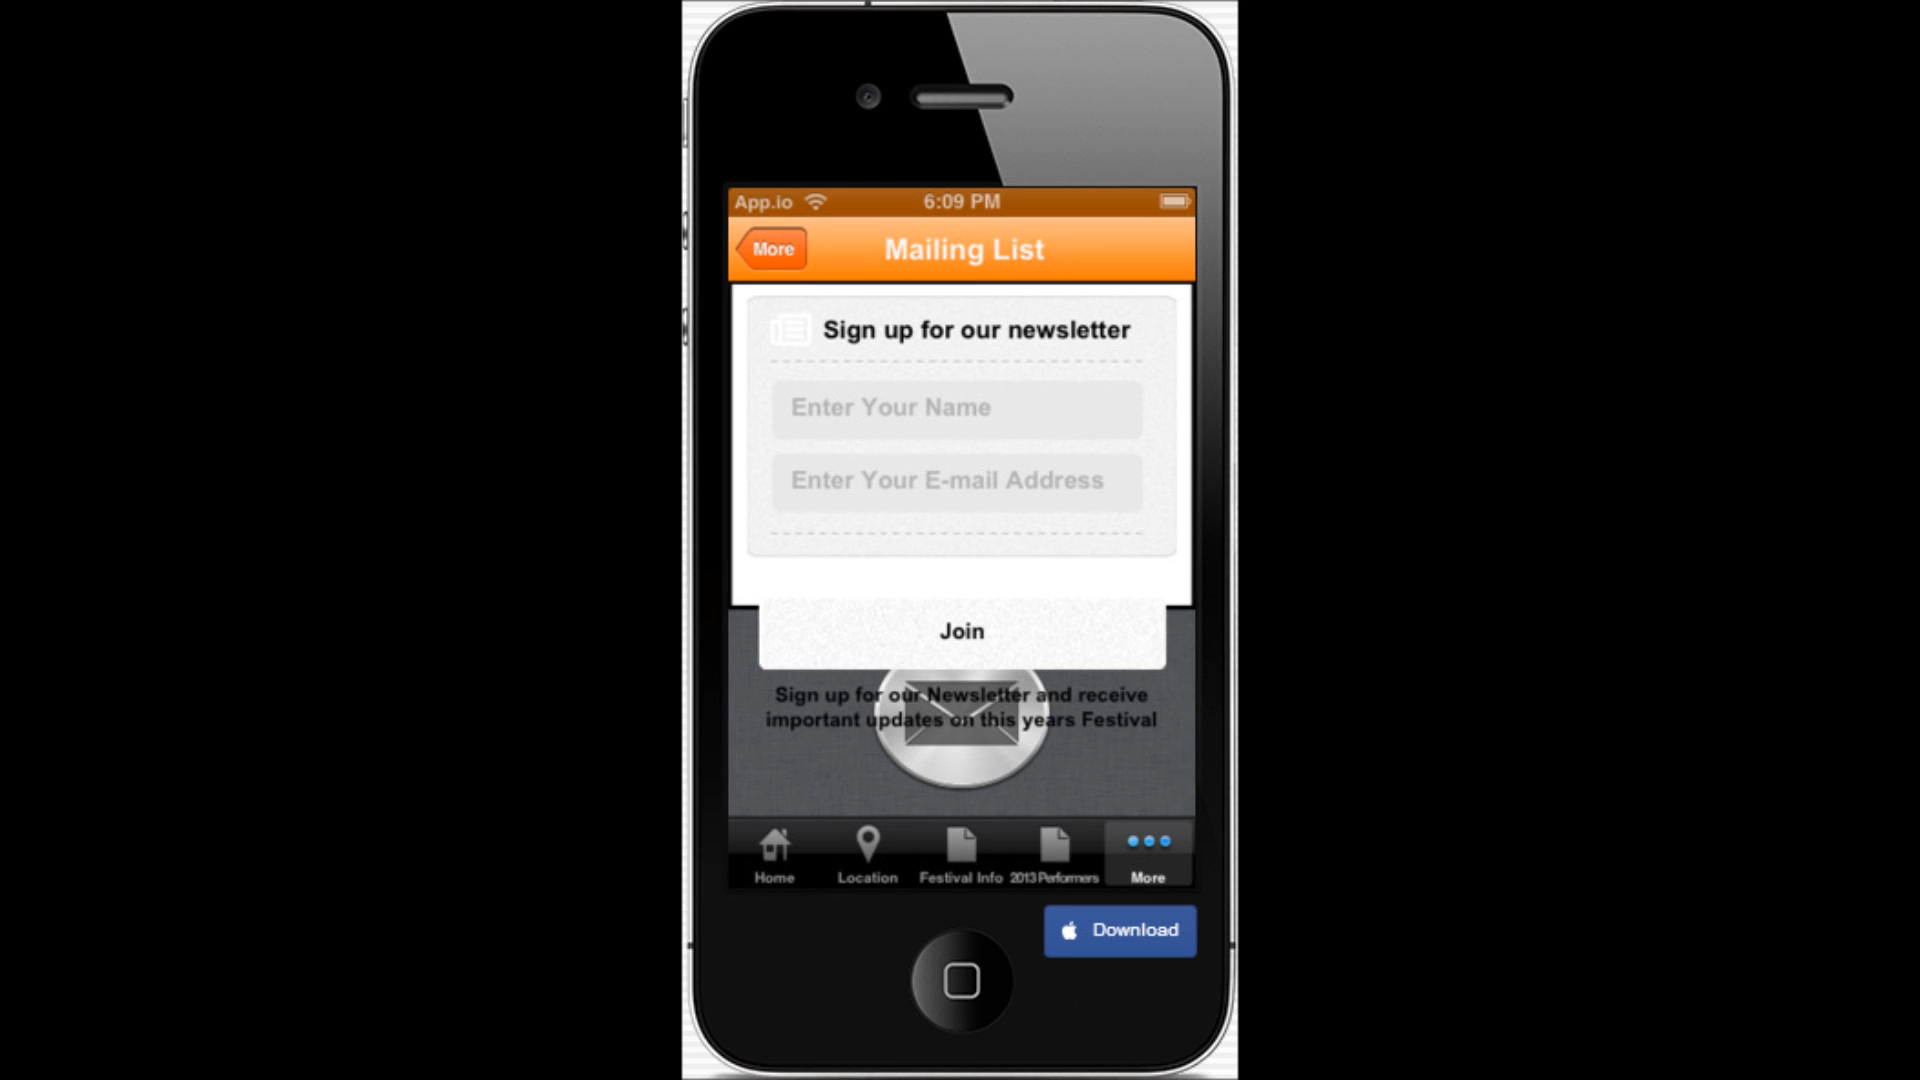 App.io 6:09 PM
More Mailing List
Sign up for our newsletter
Enter Your Name
Enter Your E-mail Address
Join
Sign up for our Newsletter and receive
important updates on this years Festival
Home Location Festival Info 2013 Performers More
Download